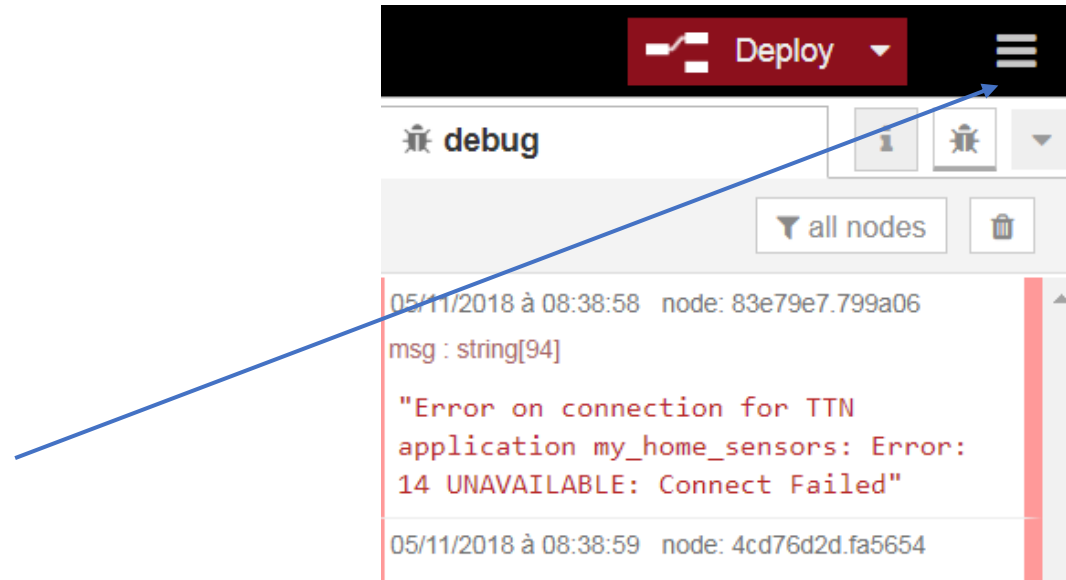 Deploy
debug
i
all nodes
05/11/2018 à 08:38:58 node: 83e79e7.799a06
msg : string[94]
"Error on connection for TTN
application my_home_sensors: Error:
14 UNAVAILABLE: Connect Failed"
05/11/2018 à 08:38:59 node: 4cd76d2d.fa5654